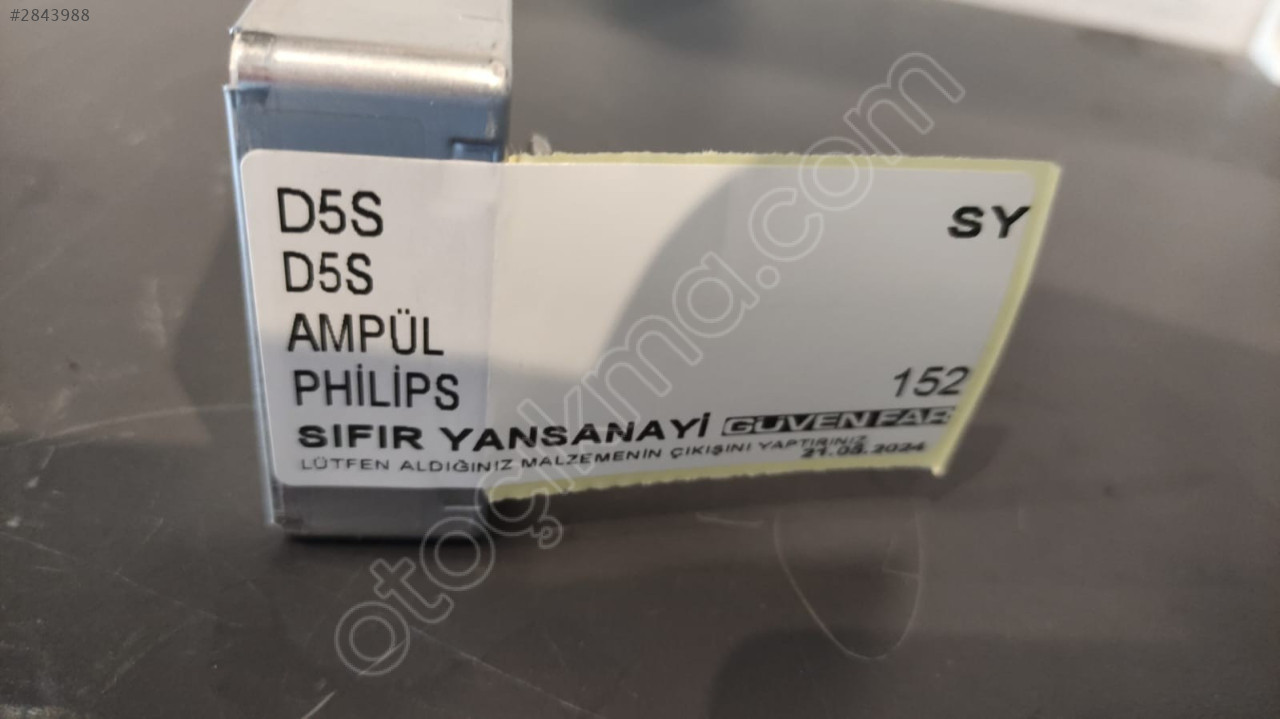 #2843988
D5S
SY
D5S
AMPÜL
PHİLİPS
152
SIFIR YANSANAYİ GÜVEN FAR
LÜTFEN ALDIĞINIZ MALZEMENİN ÇIKIŞINI YAPTIRINIZ
21.05.2024
otoçıkma.com